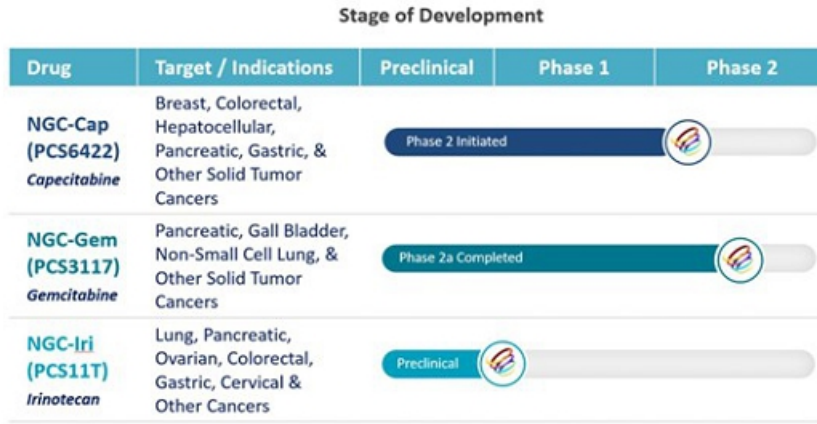 Stage of Development
Drug
Target / Indications
Preclinical
Phase 1
Phase 2
NGC-Cap
(PCS6422)
Capecitabine
Breast, Colorectal,
Hepatocellular,
Pancreatic, Gastric, &
Other Solid Tumor
Cancers
Phase 2 Initiated
NGC-Gem
(PCS3117)
Gemcitabine
Pancreatic, Gall Bladder,
Non-Small Cell Lung, &
Other Solid Tumor
Cancers
Phase 2a Completed
NGC-Iri
(PCS11T)
Irinotecan
Lung, Pancreatic,
Ovarian, Colorectal,
Gastric, Cervical &
Other Cancers
Preclinical